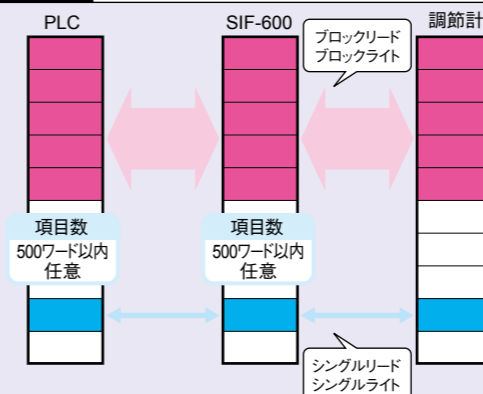 PLC
SIF-600
調節計
ブロックリード
ブロックライト
項目数
500ワード以内
任意
項目数
500ワード以内
任意
シングルリード
シングルライト